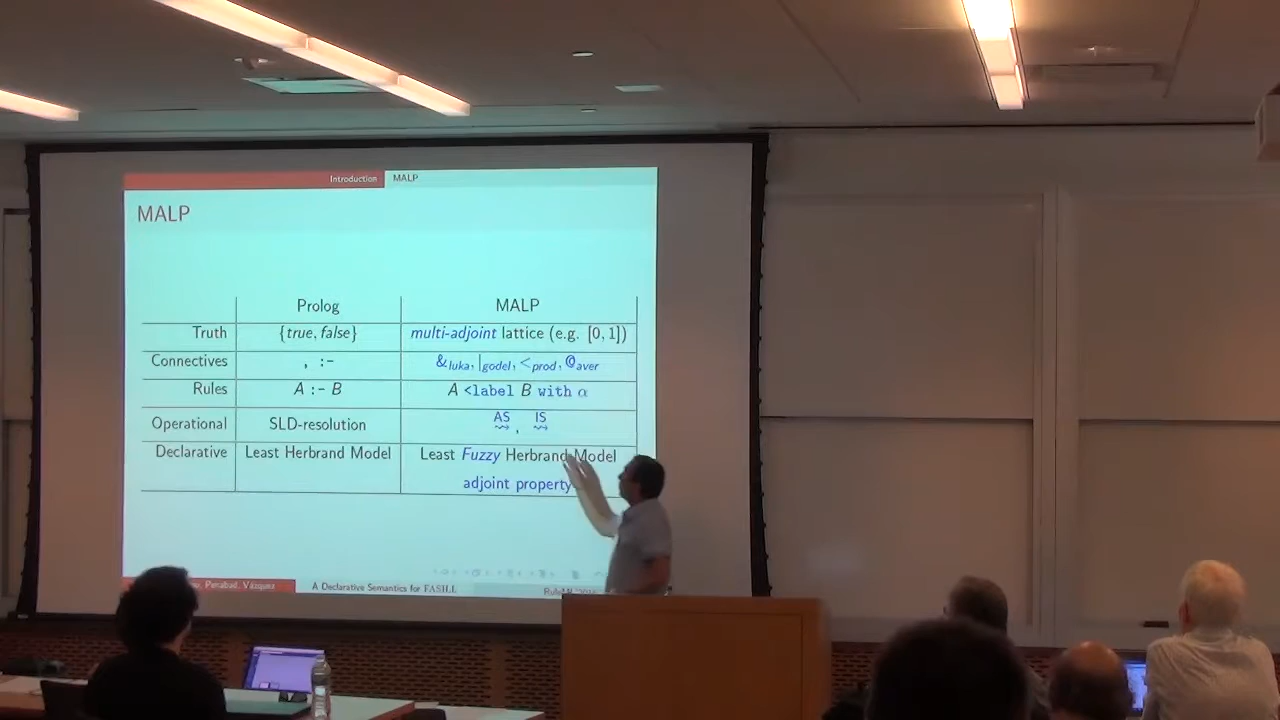 Introduction MALP
MALP
Prolog MALP
Truth {true, false} multi-adjoint lattice (e.g. [0, 1])
Connectives , :- &luka, |godel, <prod, @aver
Rules A :- B A <label B with α
Operational SLD-resolution AS⇝, IS⇝
Declarative Least Herbrand Model Least Fuzzy Herbrand Model
adjoint property
Penabad, Vázquez A Declarative Semantics for FASILL